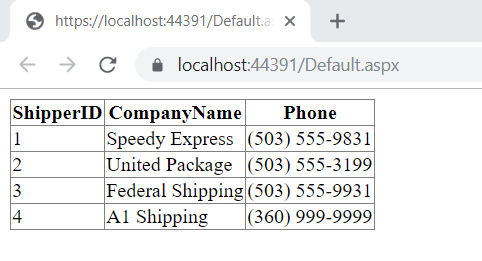 https://localhost:44391/Default.a
localhost:44391/Default.aspx
ShipperID CompanyName Phone
1 Speedy Express (503) 555-9831
2 United Package (503) 555-3199
3 Federal Shipping (503) 555-9931
4 A1 Shipping (360) 999-9999